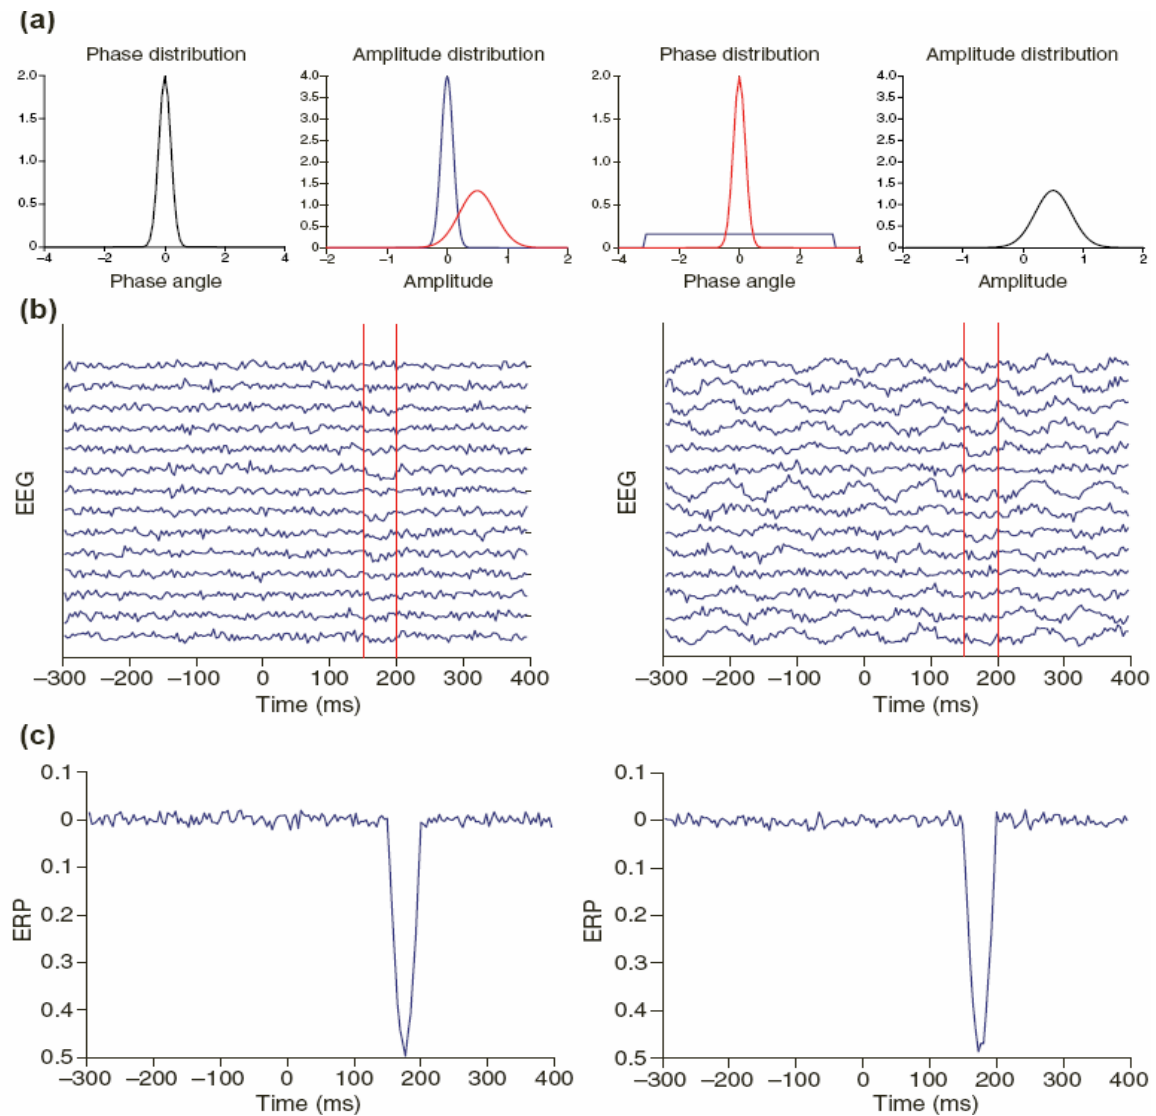 (a)
Phase distribution
Amplitude distribution
Phase distribution
Amplitude distribution
2.0
1.5
1.0
0.5
0
–4 –2 0 2 4
Phase angle
4.0
3.5
3.0
2.5
2.0
1.5
1.0
0.5
0
–2 –1 0 1 2
Amplitude
2.0
1.5
1.0
0.5
0
–4 –2 0 2 4
Phase angle
4.0
3.5
3.0
2.5
2.0
1.5
1.0
0.5
0
–2 –1 0 1 2
Amplitude
(b)
EEG
–300 –200 –100 0 100 200 300 400
Time (ms)
EEG
–300 –200 –100 0 100 200 300 400
Time (ms)
(c)
ERP
0.1
0
0.1
0.2
0.3
0.4
0.5
–300 –200 –100 0 100 200 300 400
Time (ms)
ERP
0.1
0
0.1
0.2
0.3
0.4
0.5
–300 –200 –100 0 100 200 300 400
Time (ms)